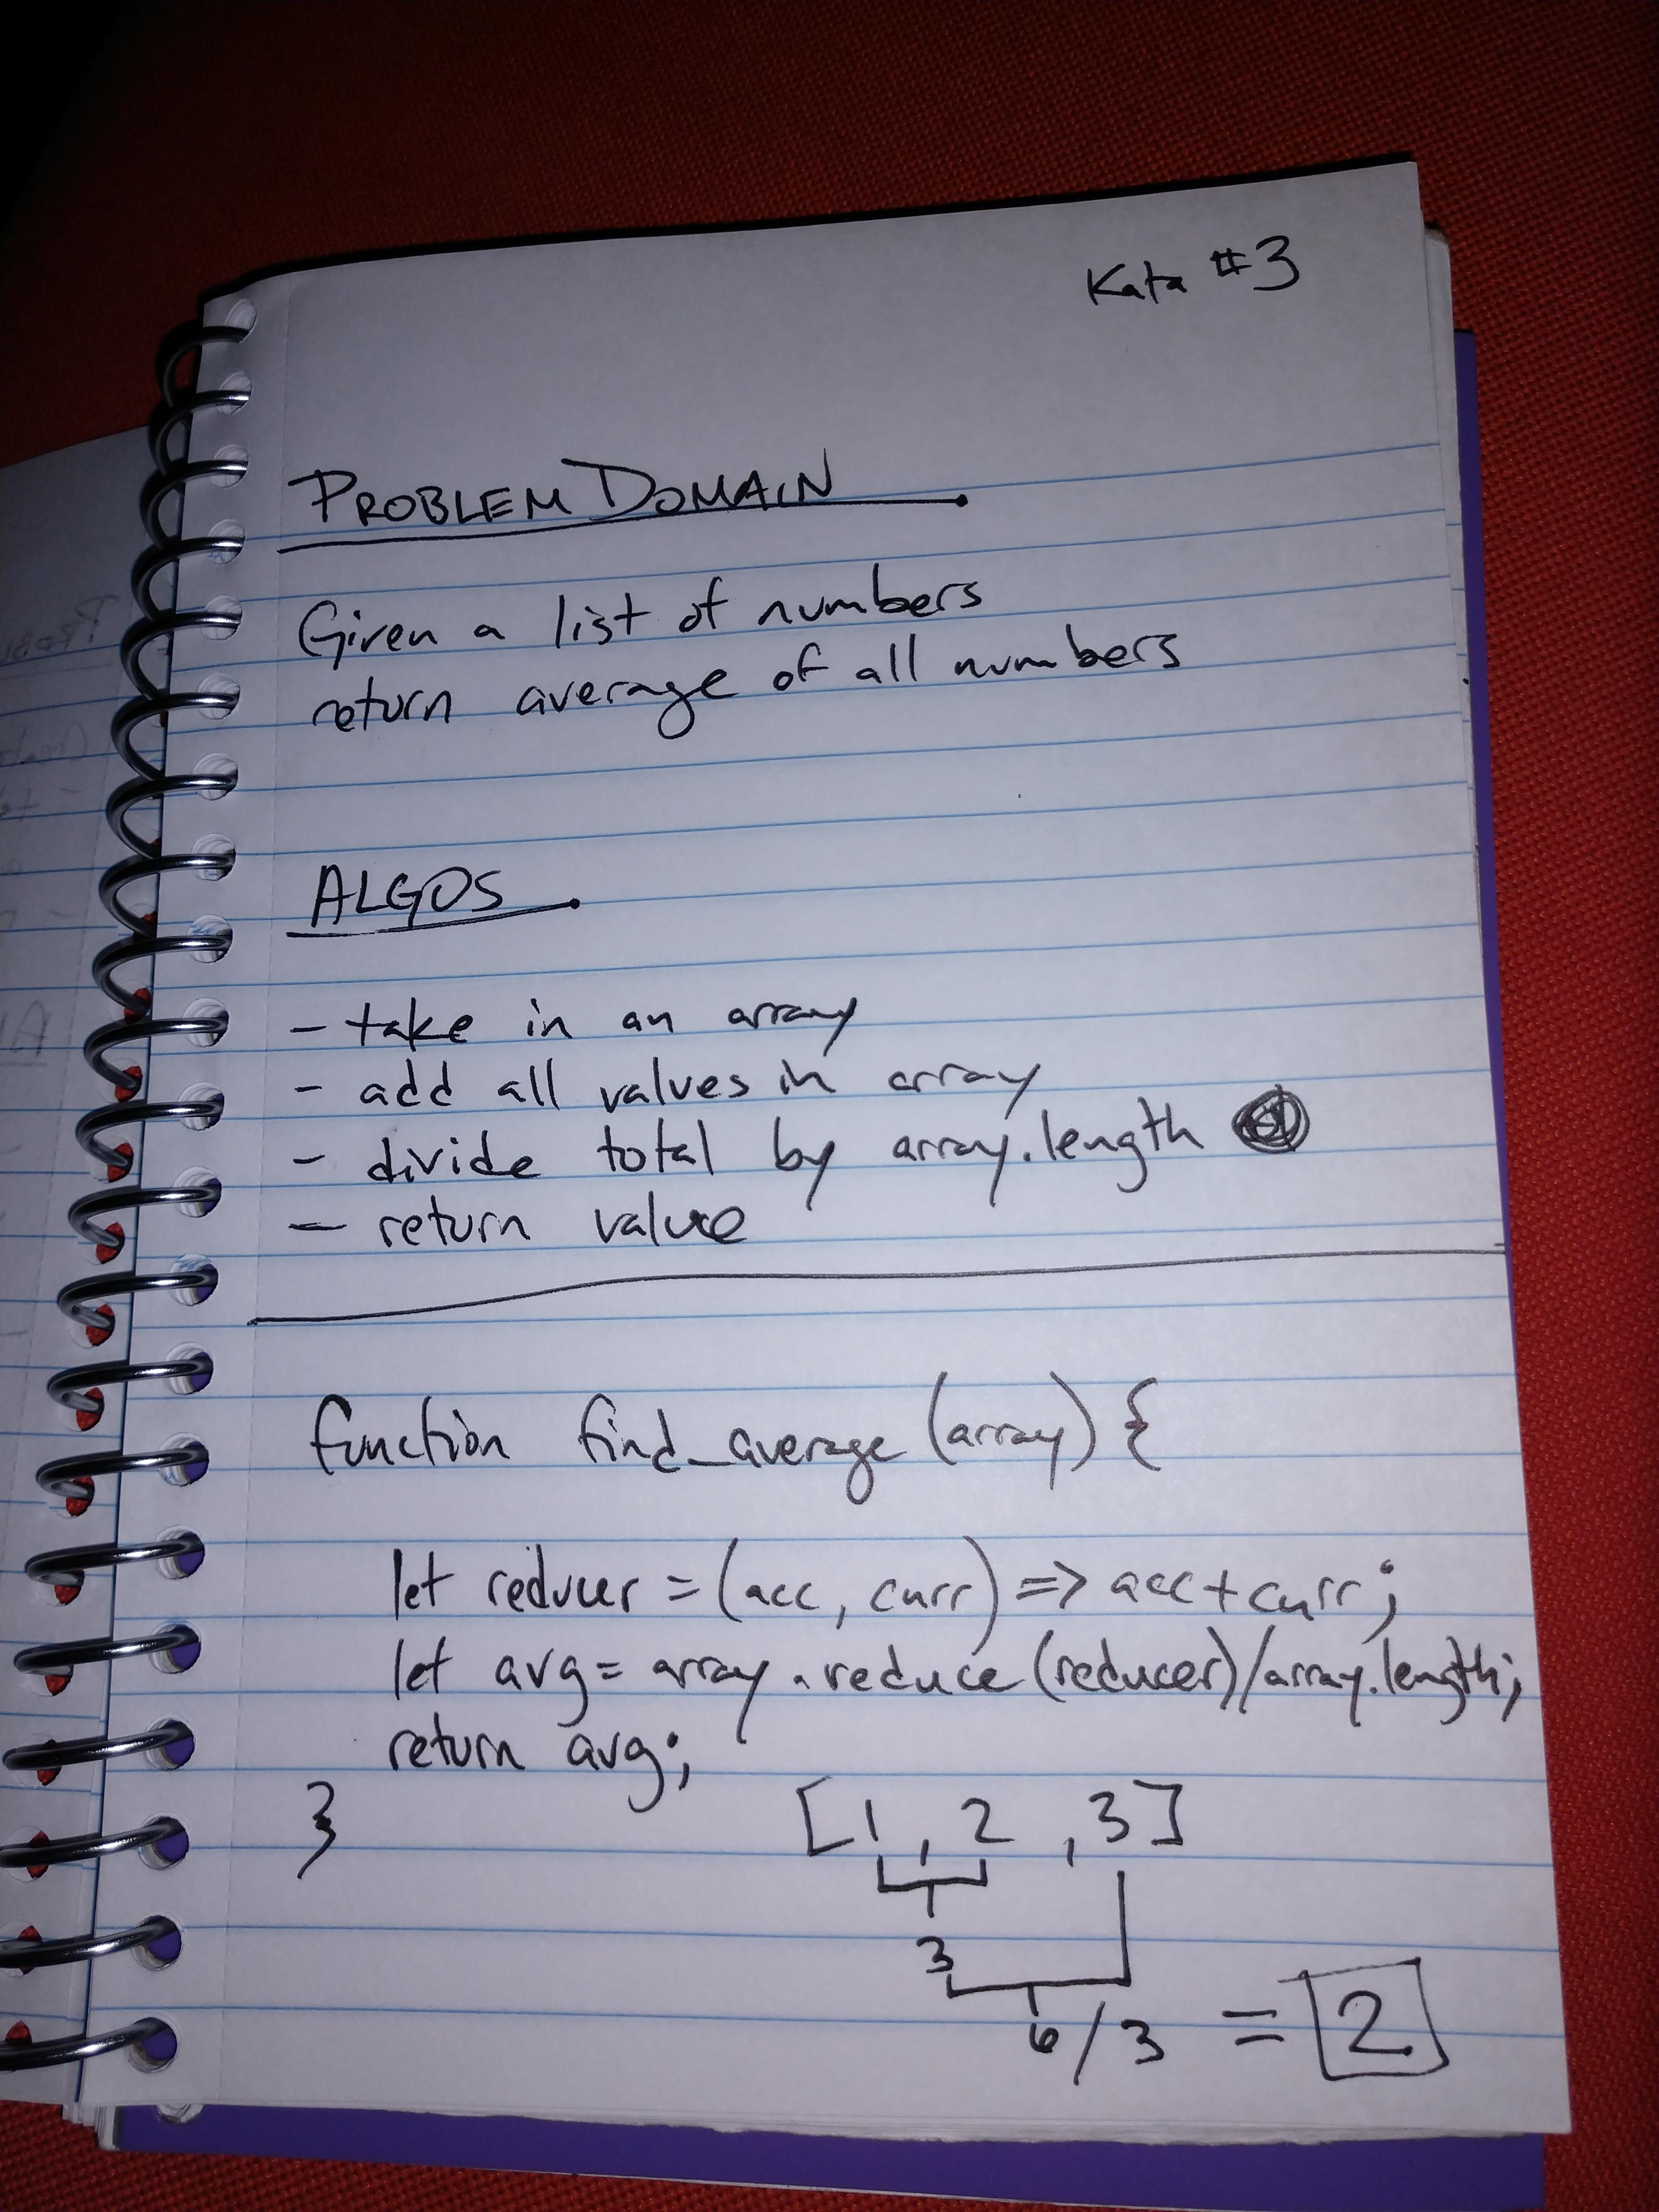 Kata #3
PROBLEM DOMAIN
Given a list of numbers
return average of all numbers
ALGOS
- take in an array
- add all values in array
- divide total by array.length
- return value
function find_average (array) {
let reducer = (acc, curr) => acc + curr;
let avg = array.reduce(reducer)/array.length;
return avg;
}
[1, 2, 3]
3
6/3 = 2